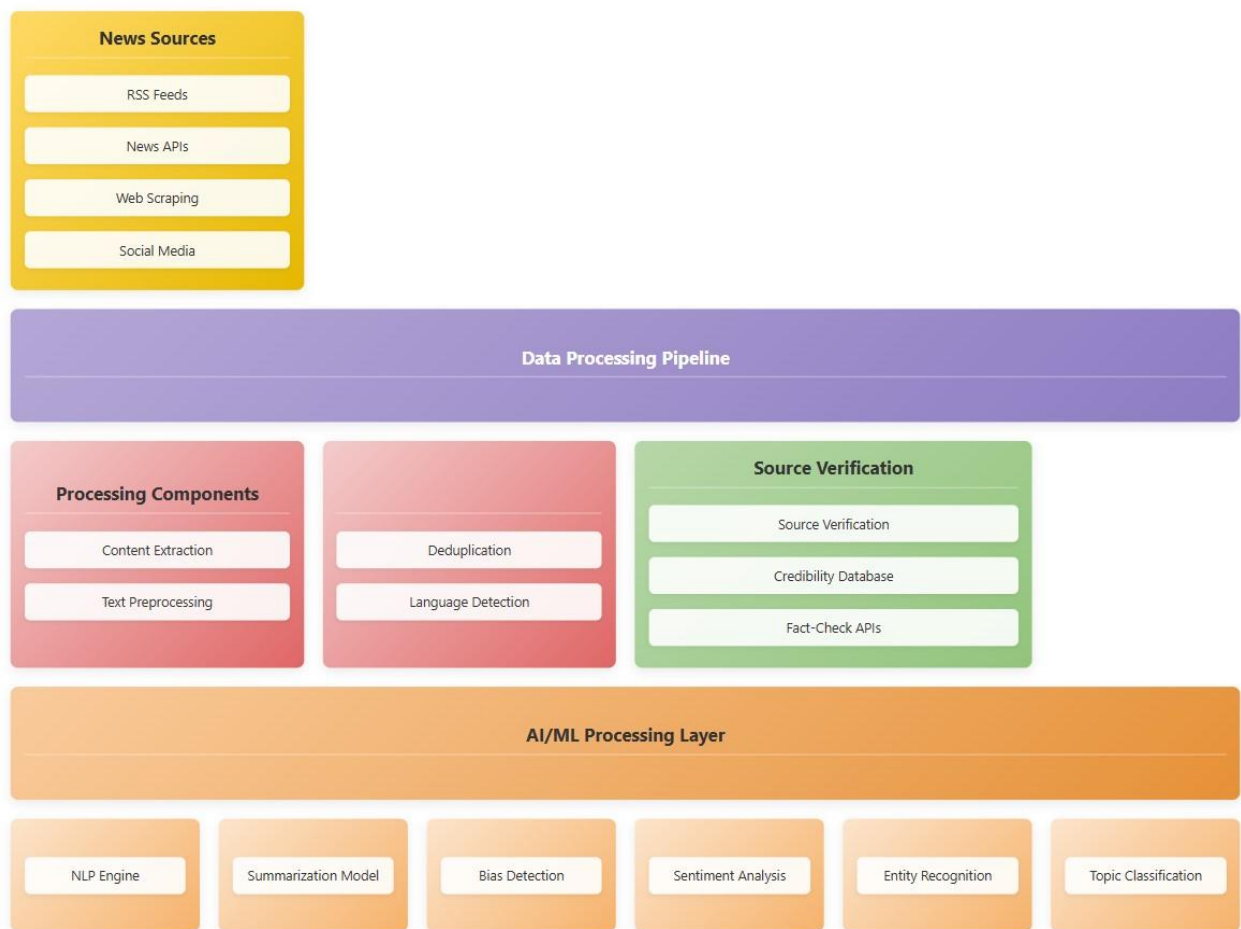 News Sources
RSS Feeds
News APIs
Web Scraping
Social Media
Data Processing Pipeline
Processing Components
Content Extraction
Text Preprocessing
Deduplication
Language Detection
Source Verification
Source Verification
Credibility Database
Fact-Check APIs
AI/ML Processing Layer
NLP Engine
Summarization Model
Bias Detection
Sentiment Analysis
Entity Recognition
Topic Classification